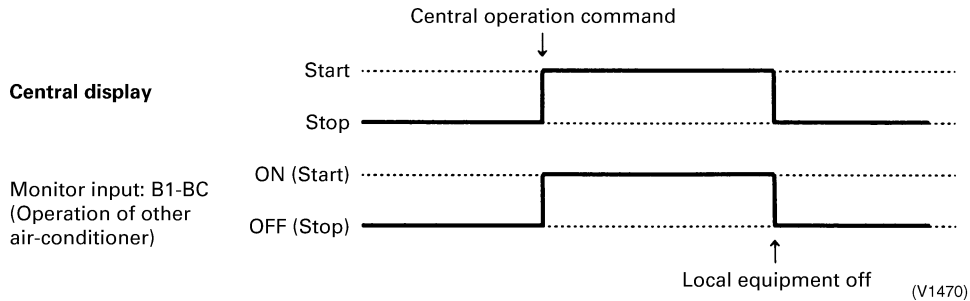 Central operation command
Start
Central display
Stop
ON (Start)
Monitor input: B1-BC
(Operation of other
air-conditioner)
OFF (Stop)
Local equipment off
(V1470)